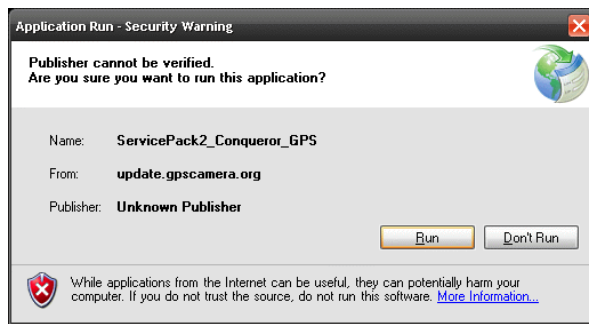 Application Run - Security Warning
Publisher cannot be verified.
Are you sure you want to run this application?
Name: ServicePack2_Conqueror_GPS
From: update.gpscamera.org
Publisher: Unknown Publisher
Run Don't Run
While applications from the Internet can be useful, they can potentially harm your
computer. If you do not trust the source, do not run this software. More Information...